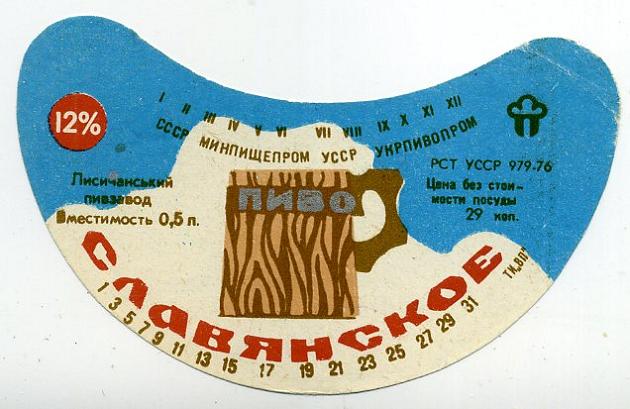 I II III IV V VI VII VIII IX X XI XII
СССР МИНПИЩЕПРОМ УССР УКРПИВОПРОМ
12%
Лисичанський
пивзавод
Вместимость 0,5 л.
РСТ УССР 979-76
Цена без стои-
мости посуды
29 коп.
ПИВО
СЛАВЯНСКОЕ
1 3 5 7 9 11 13 15 17 19 21 23 25 27 29 31